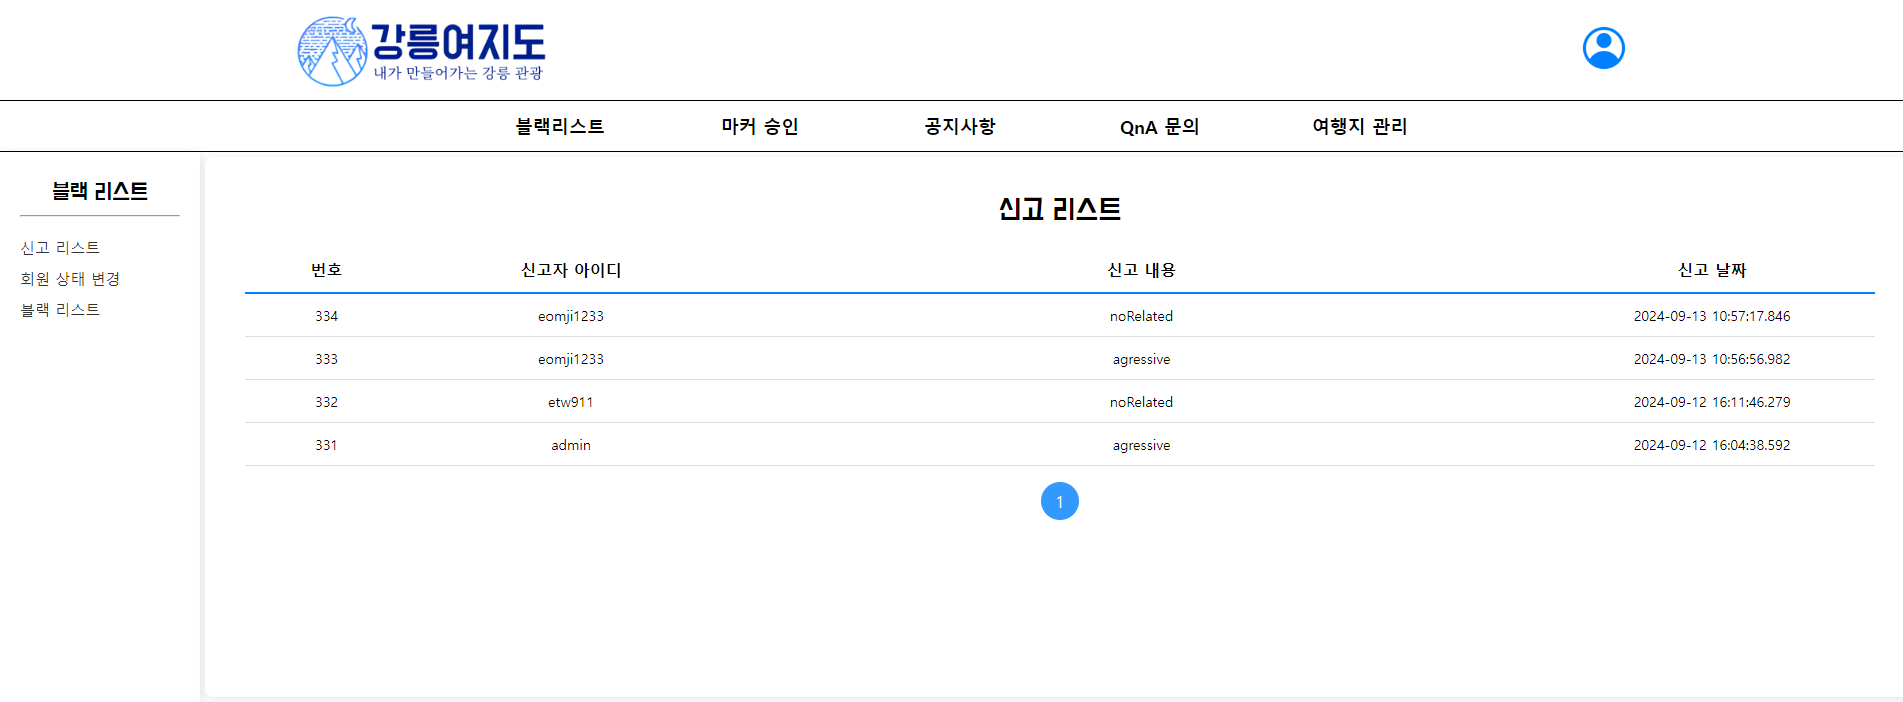 강릉여지도
내가 만들어가는 강릉 관광
블랙리스트 마커 승인 공지사항 QnA 문의 여행지 관리
블랙 리스트
신고 리스트
회원 상태 변경
블랙 리스트
신고 리스트
번호 신고자 아이디 신고 내용 신고 날짜
334 eomji1233 noRelated 2024-09-13 10:57:17.846
333 eomji1233 agressive 2024-09-13 10:56:56.982
332 etw911 noRelated 2024-09-12 16:11:46.279
331 admin agressive 2024-09-12 16:04:38.592
1